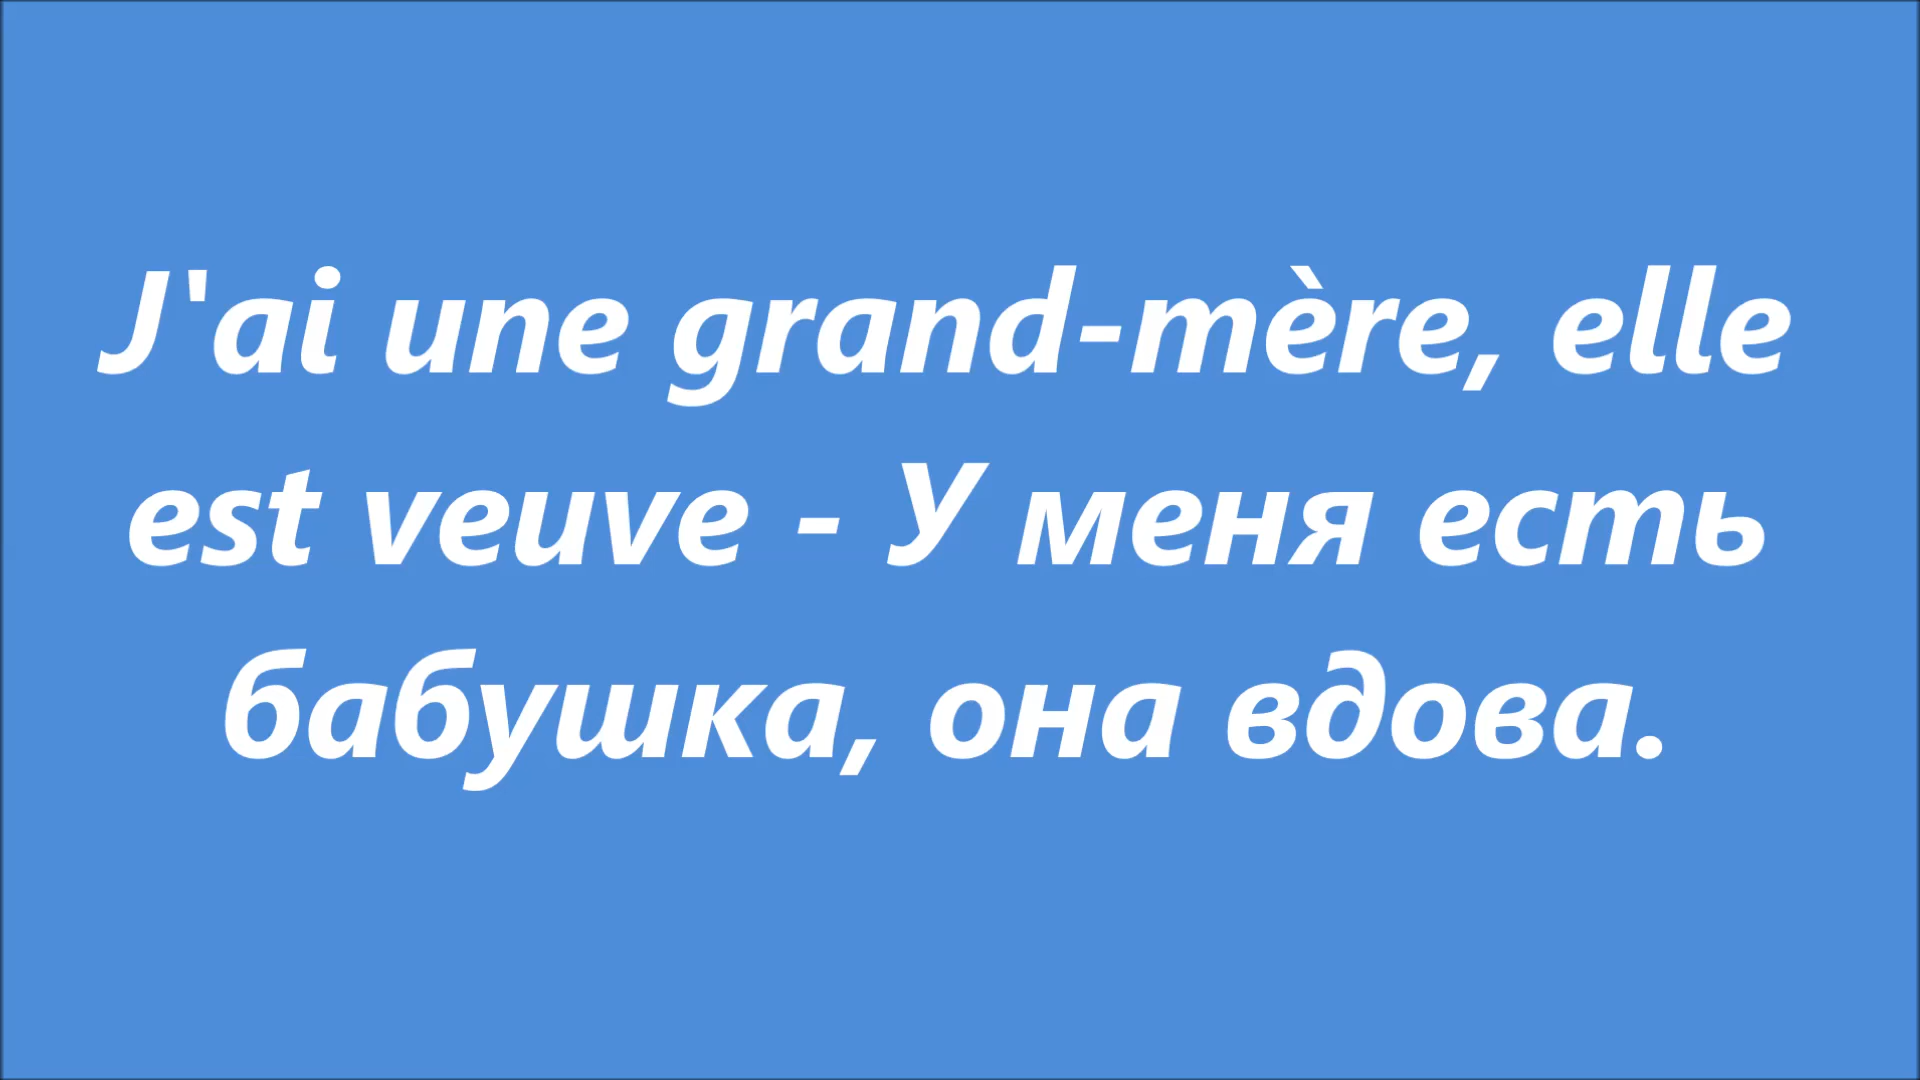 J'ai une grand-mère, elle
est veuve - У меня есть
бабушка, она вдова.